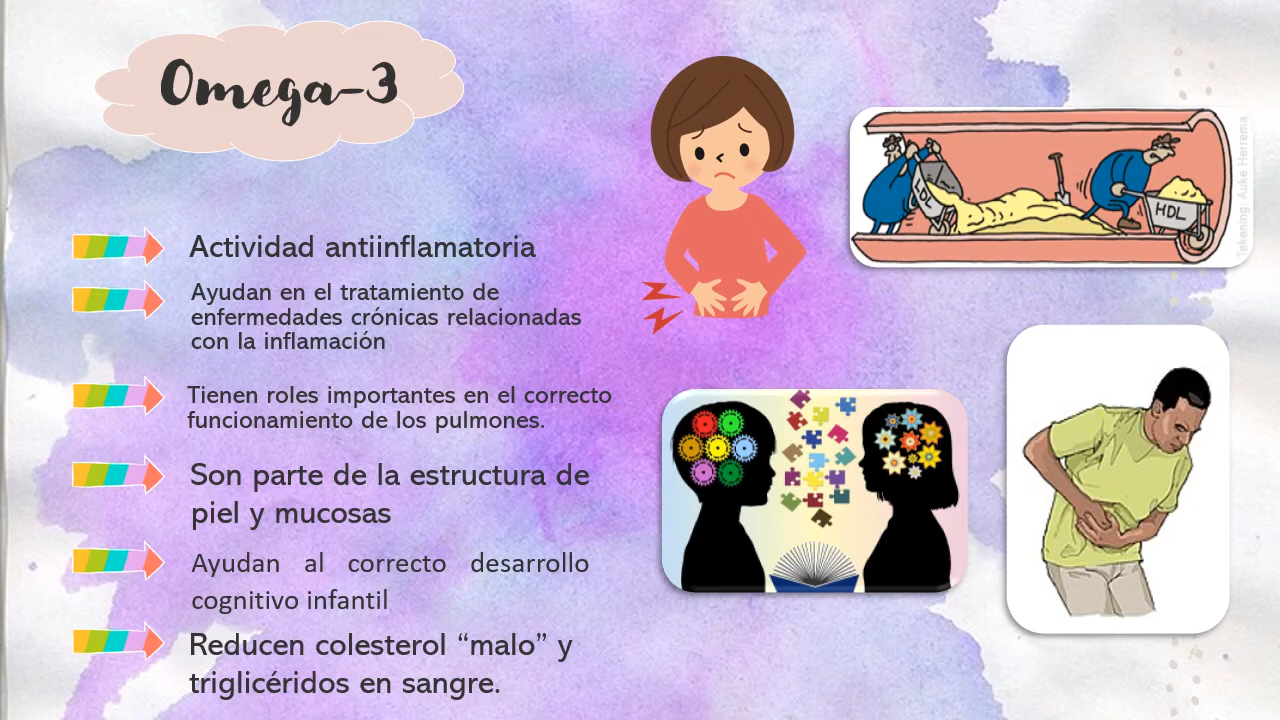 Omega-3
Actividad antiinflamatoria
Ayudan en el tratamiento de
enfermedades crónicas relacionadas
con la inflamación
Tienen roles importantes en el correcto
funcionamiento de los pulmones.
Son parte de la estructura de
piel y mucosas
Ayudan al correcto desarrollo
cognitivo infantil
Reducen colesterol “malo” y
triglicéridos en sangre.
LDL
HDL
Tekening: Auke Herrema